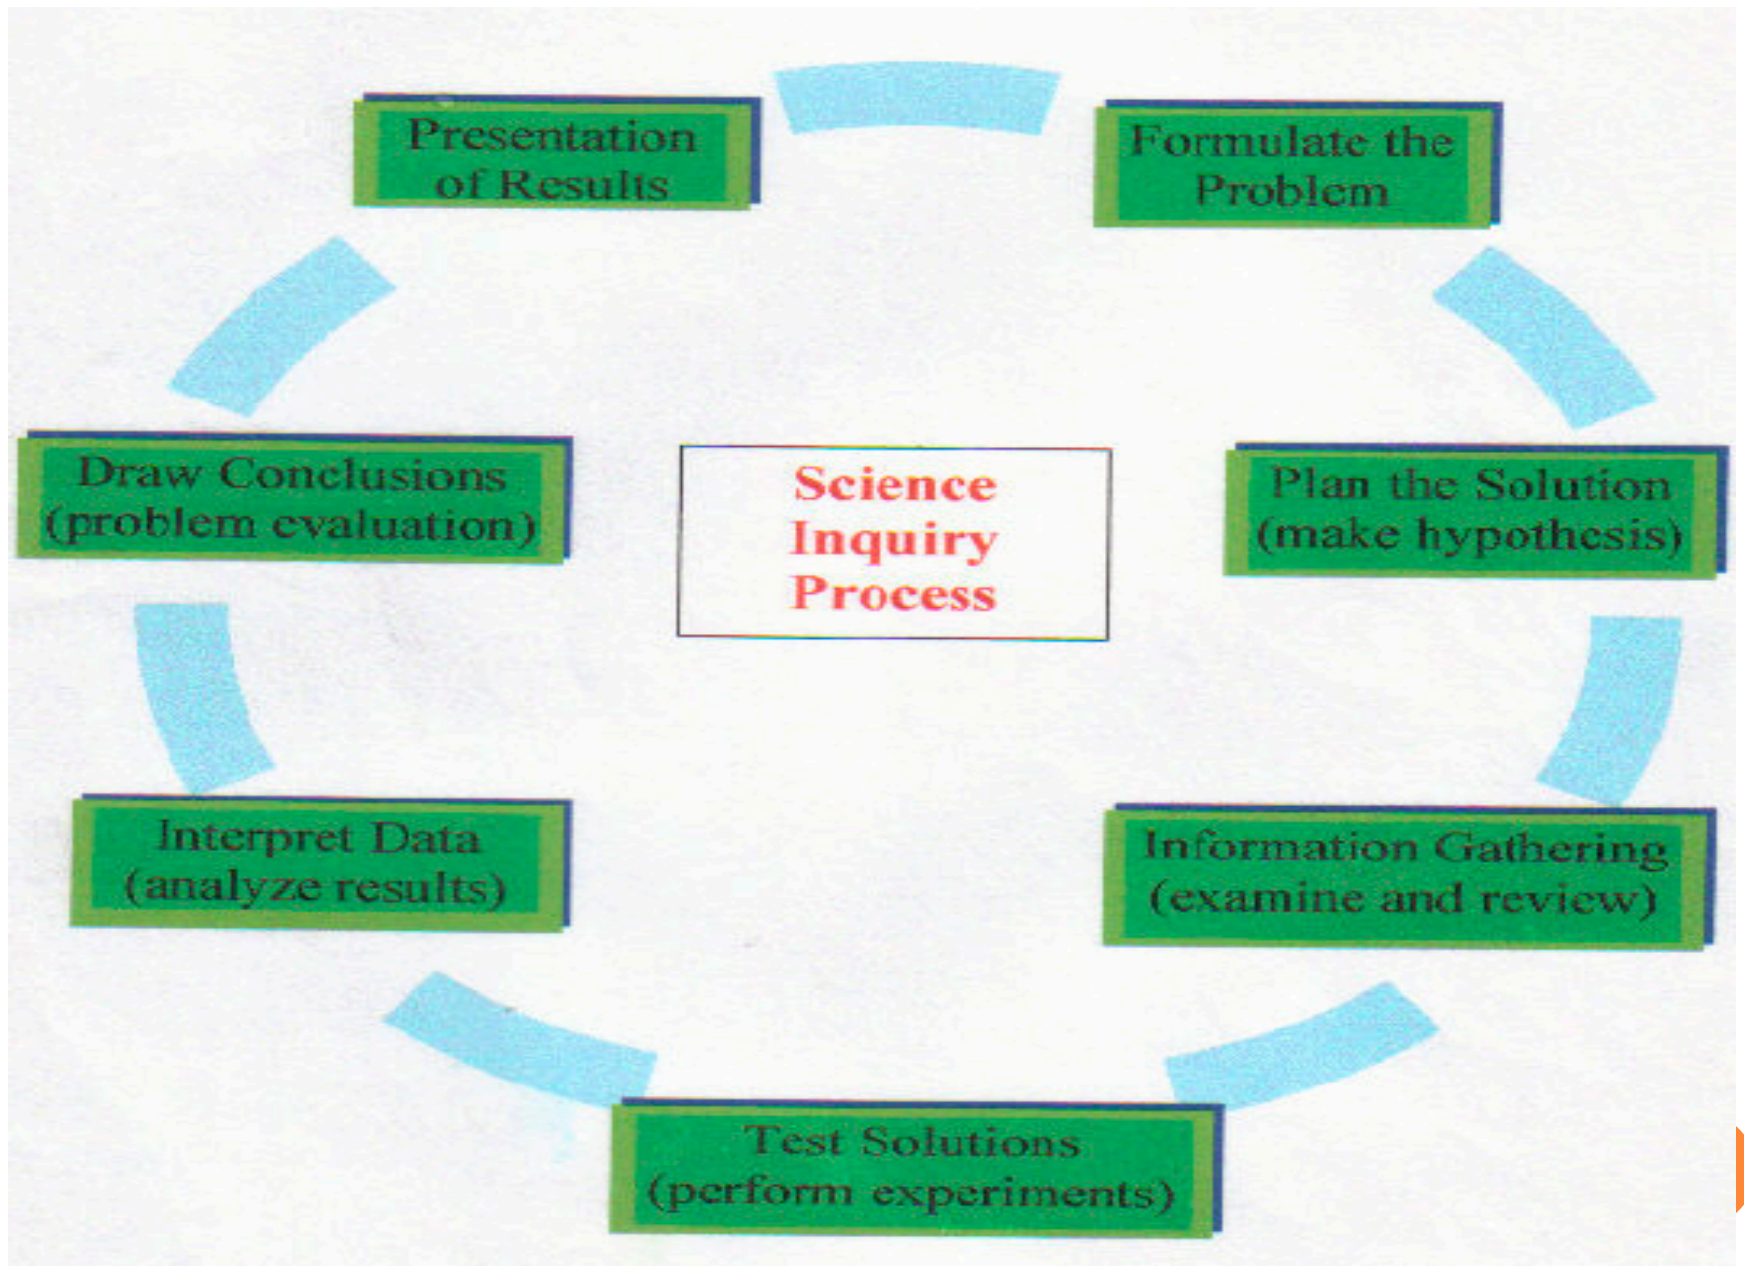 Presentation
of Results
Formulate the
Problem
Draw Conclusions
(problem evaluation)
Science
Inquiry
Process
Plan the Solution
(make hypothesis)
Interpret Data
(analyze results)
Information Gathering
(examine and review)
Test Solutions
(perform experiments)